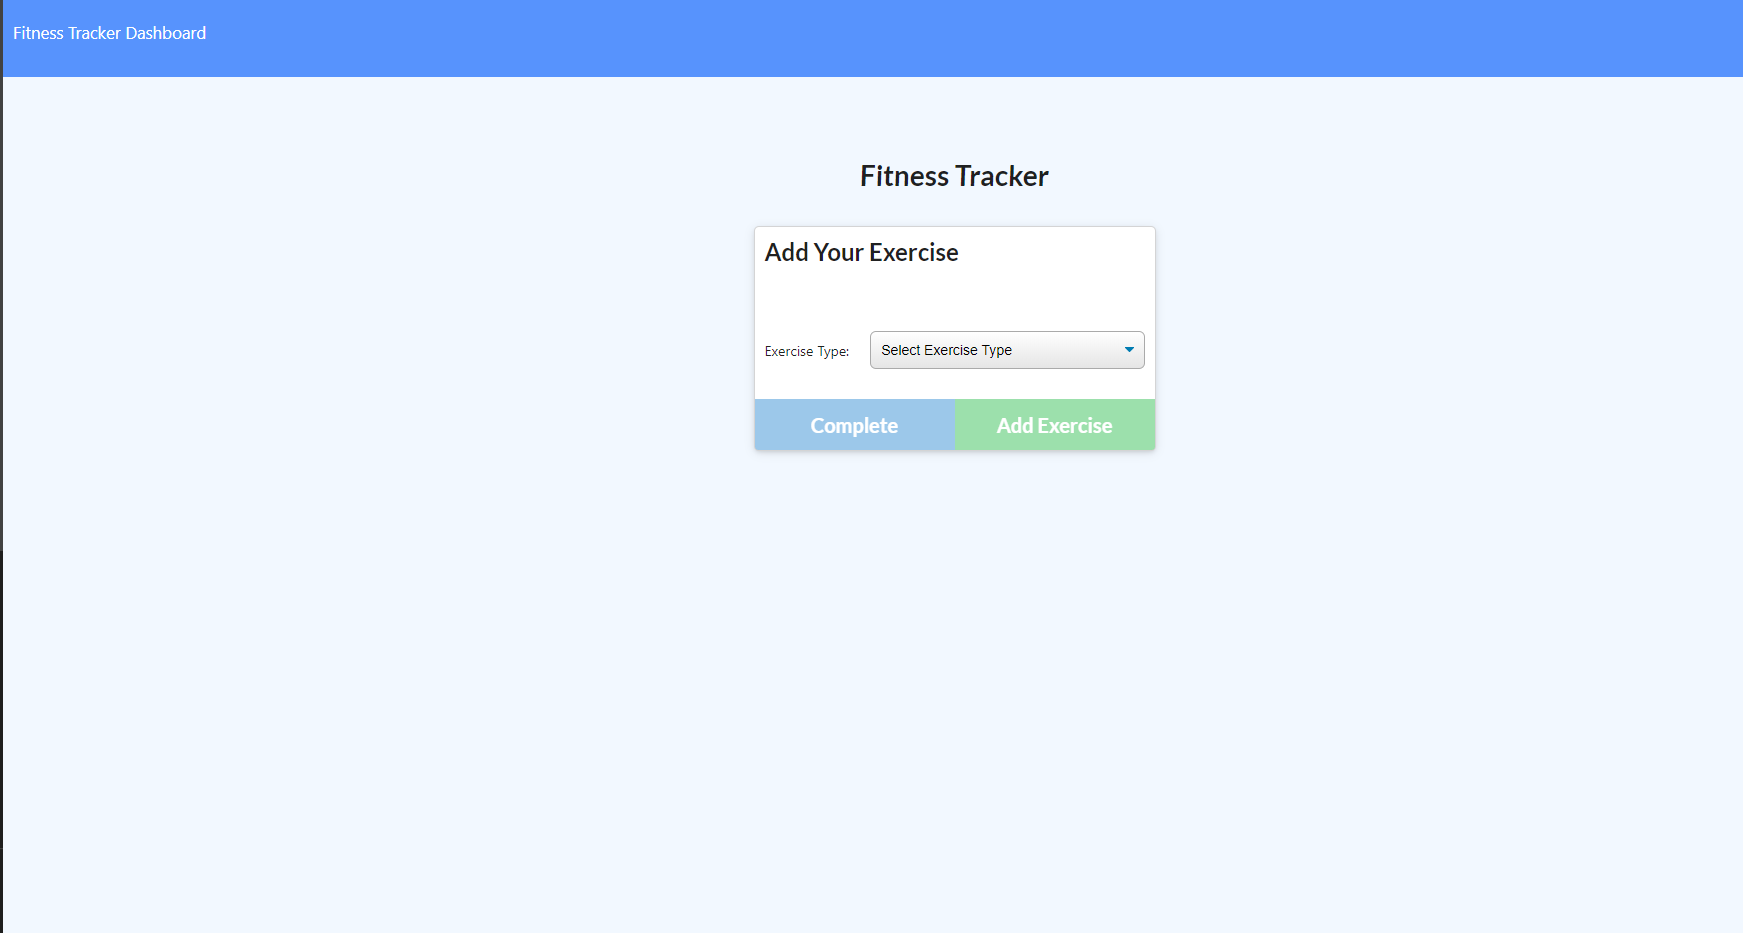 Fitness Tracker Dashboard
Fitness Tracker
Add Your Exercise
Exercise Type: Select Exercise Type
Complete Add Exercise